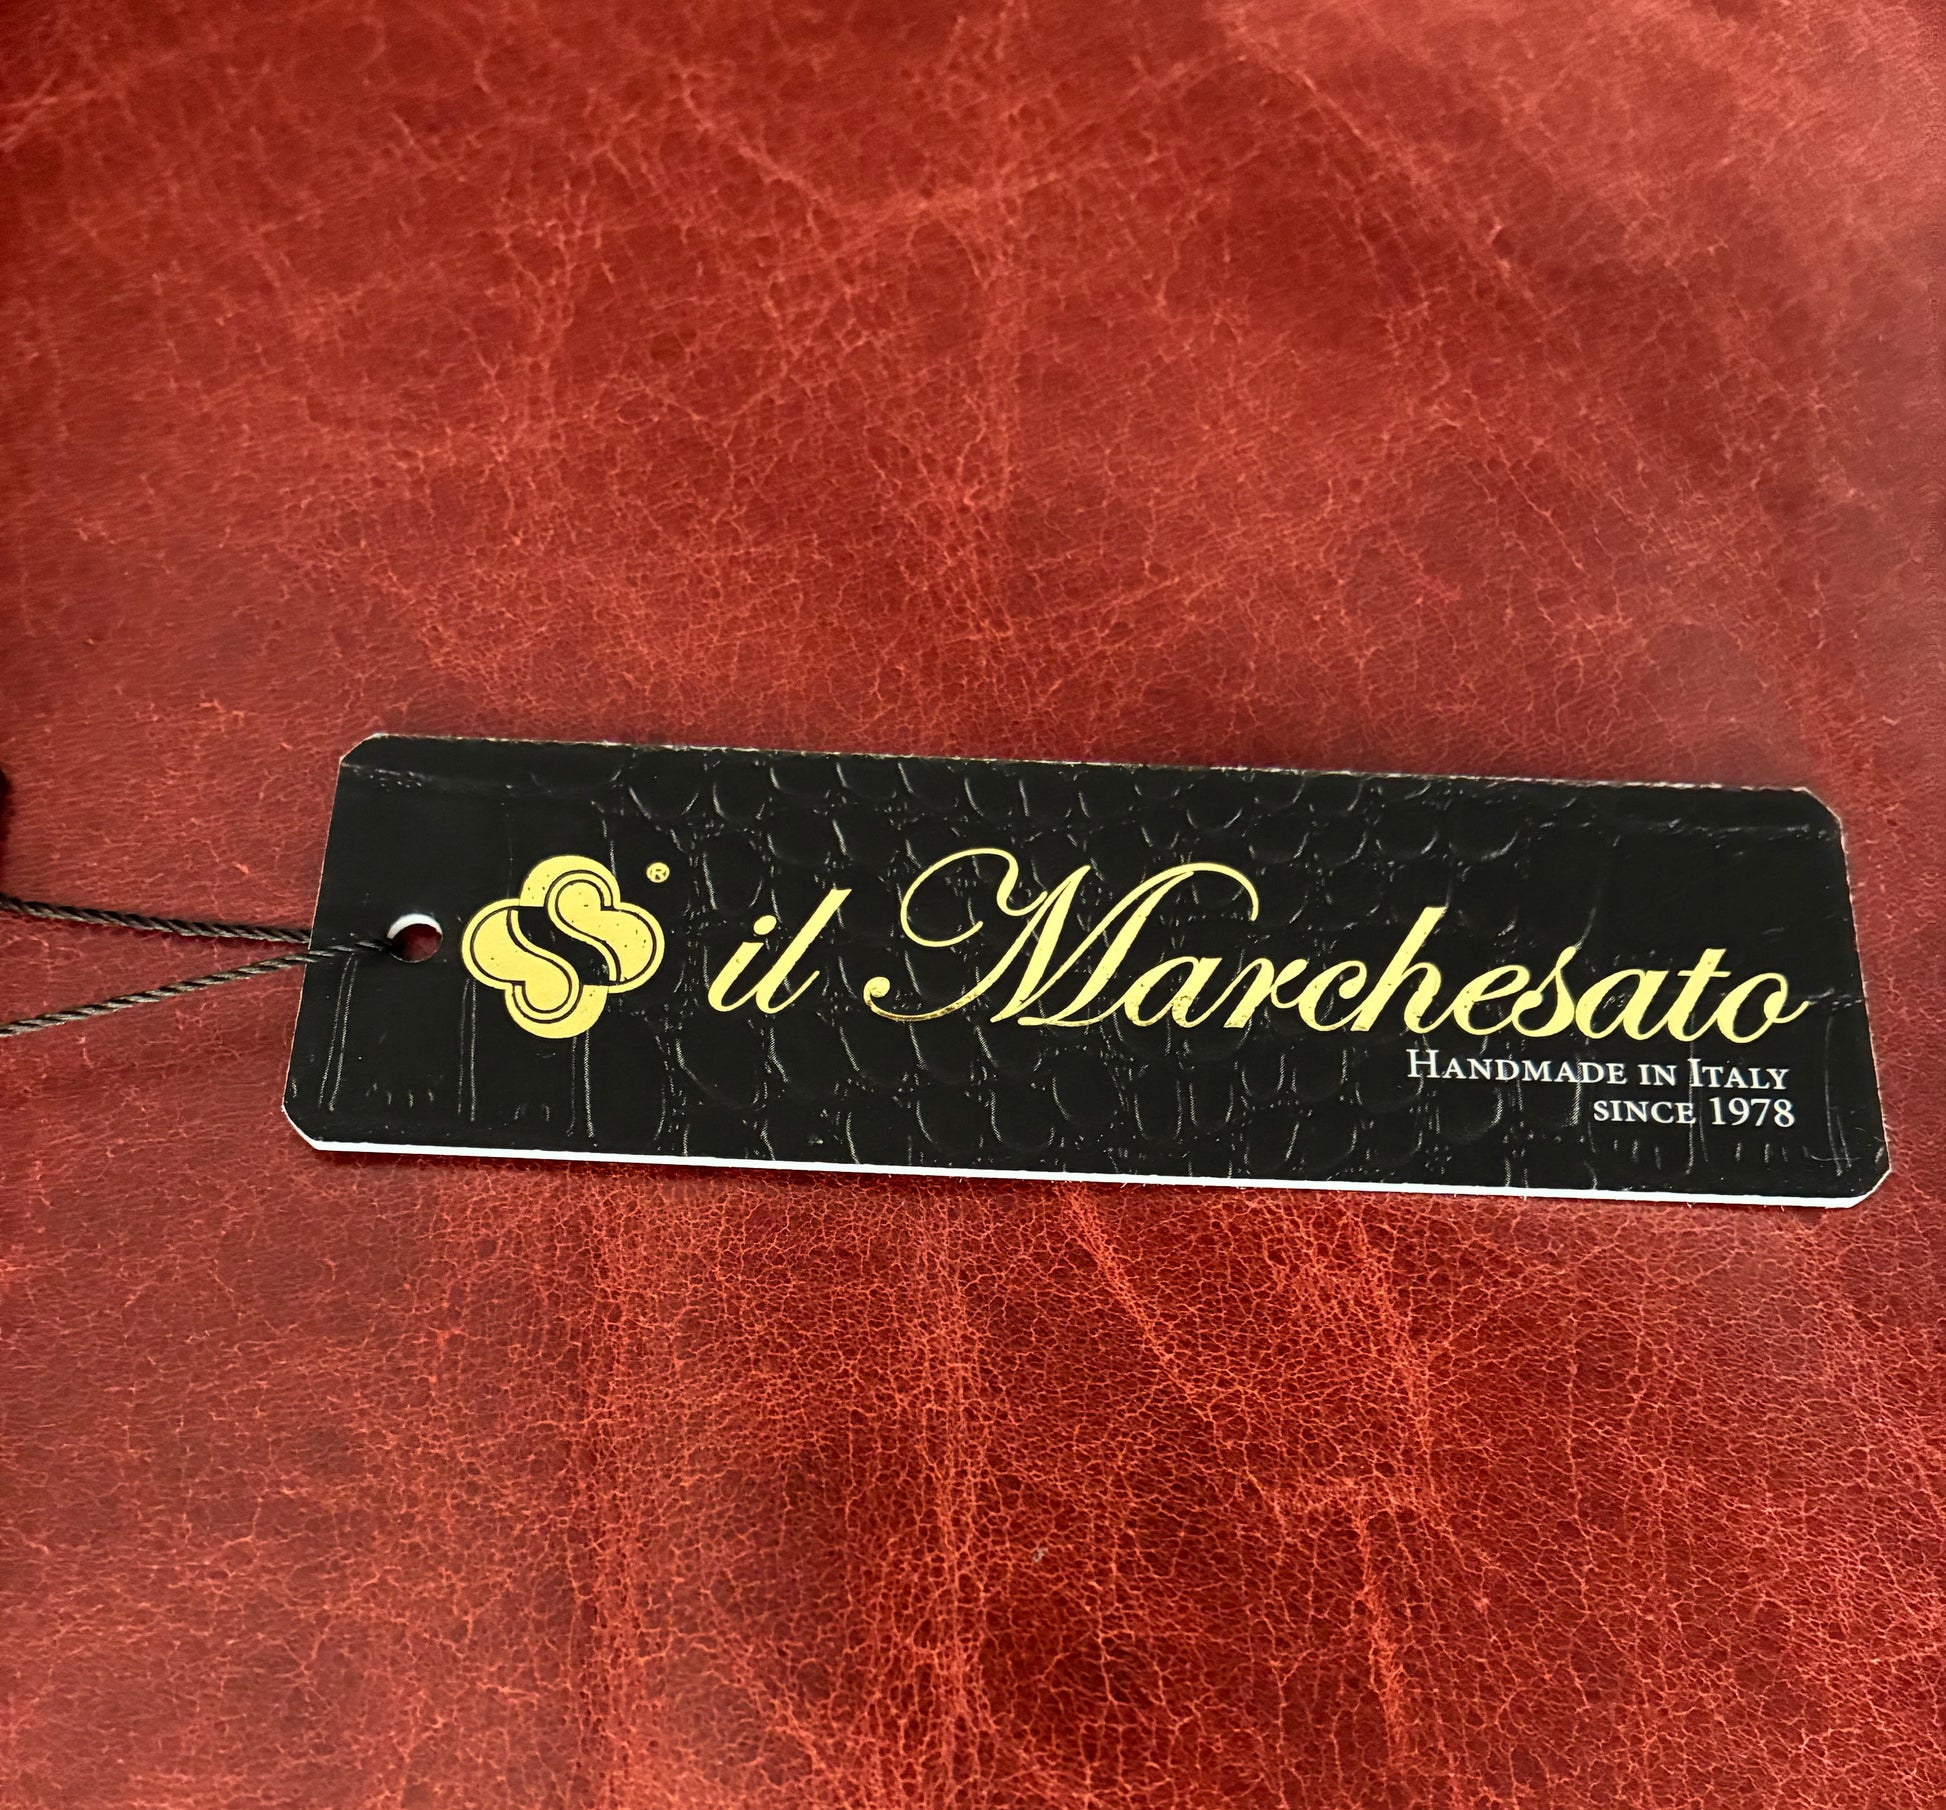 ® il Marchesato
HANDMADE IN ITALY
SINCE 1978